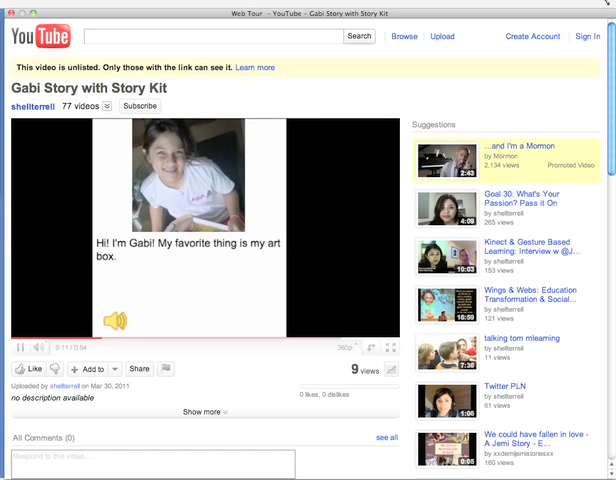 Web Tour – YouTube - Gabi Story with Story Kit
YouTube
Search
Browse
Upload
Create Account
Sign In
This video is unlisted. Only those with the link can see it. Learn more
Gabi Story with Story Kit
shellterrell
77 videos
Subscribe
Hi! I'm Gabi! My favorite thing is my art
box.
0:11 / 0:54
360p
Like
Add to
Share
9 views
Uploaded by shellterrell on Mar 30, 2011
no description available
0 likes, 0 dislikes
Show more
All Comments (0)
see all
Respond to this video...
Suggestions
2:43
...and I'm a Mormon
by Mormon
2,134 views
Promoted Video
4:09
Goal 30: What's Your
Passion? Pass it On
by shellterrell
265 views
10:03
Kinect & Gesture Based
Learning: Interview w @J...
by shellterrell
153 views
16:59
Wings & Webs: Education
Transformation & Social...
by shellterrell
121 views
7:36
talking tom mlearning
by shellterrell
11 views
1:06
Twitter PLN
by shellterrell
61 views
We could have fallen in love -
A Jemi Story - E...
by xxdemijemistoriesxx
160 views